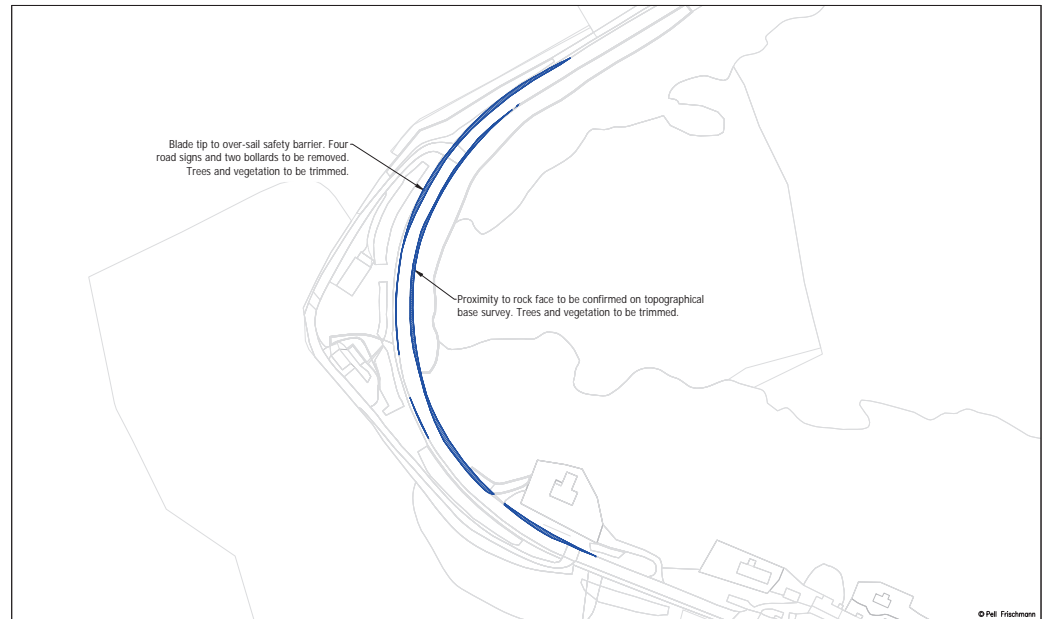 Blade tip to over-sail safety barrier. Four
road signs and two bollards to be removed.
Trees and vegetation to be trimmed.
Proximity to rock face to be confirmed on topographical
base survey. Trees and vegetation to be trimmed.
© Pell Frischmann